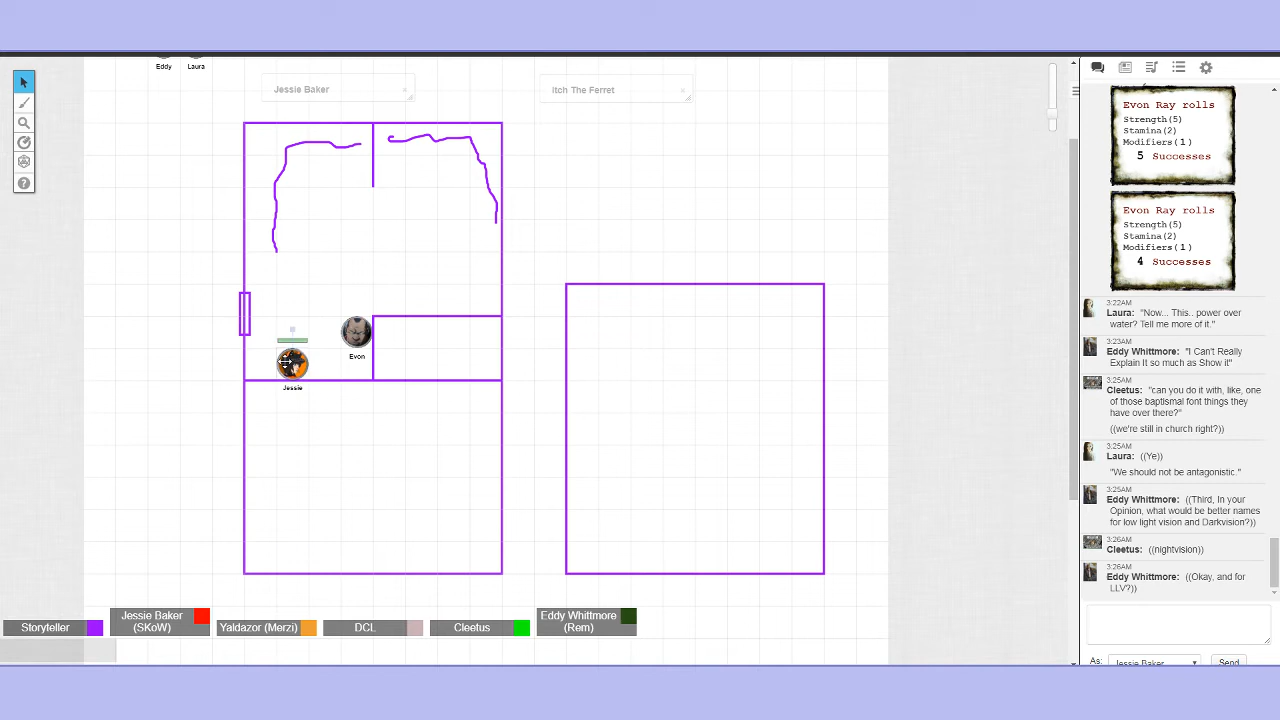 Eddy
Laura
Jessie Baker
Itch The Ferret
Evon
Jessie
Storyteller
Jessie Baker
(SKoW)
Yaldazor (Merzi)
DCL
Cleetus
Eddy Whittmore
(Rem)
Evon Ray rolls
Strength(5)
Stamina(2)
Modifiers(1)
5 Successes
Evon Ray rolls
Strength(5)
Stamina(2)
Modifiers(1)
4 Successes
3:22AM
Laura: "Now... This.. power over
water? Tell me more of it."
3:23AM
Eddy Whittmore: "I Can't Really
Explain It so much as Show it"
3:25AM
Cleetus: "can you do it with, like, one
of those baptismal font things they
have over there?"
((we're still in church right?))
3:25AM
Laura: ((Ye))
"We should not be antagonistic."
3:25AM
Eddy Whittmore: ((Third, In your
Opinion, what would be better names
for low light vision and Darkvision?))
3:26AM
Cleetus: ((nightvision))
3:26AM
Eddy Whittmore: ((Okay, and for
LLV?))
As:
Jessie Baker
Send